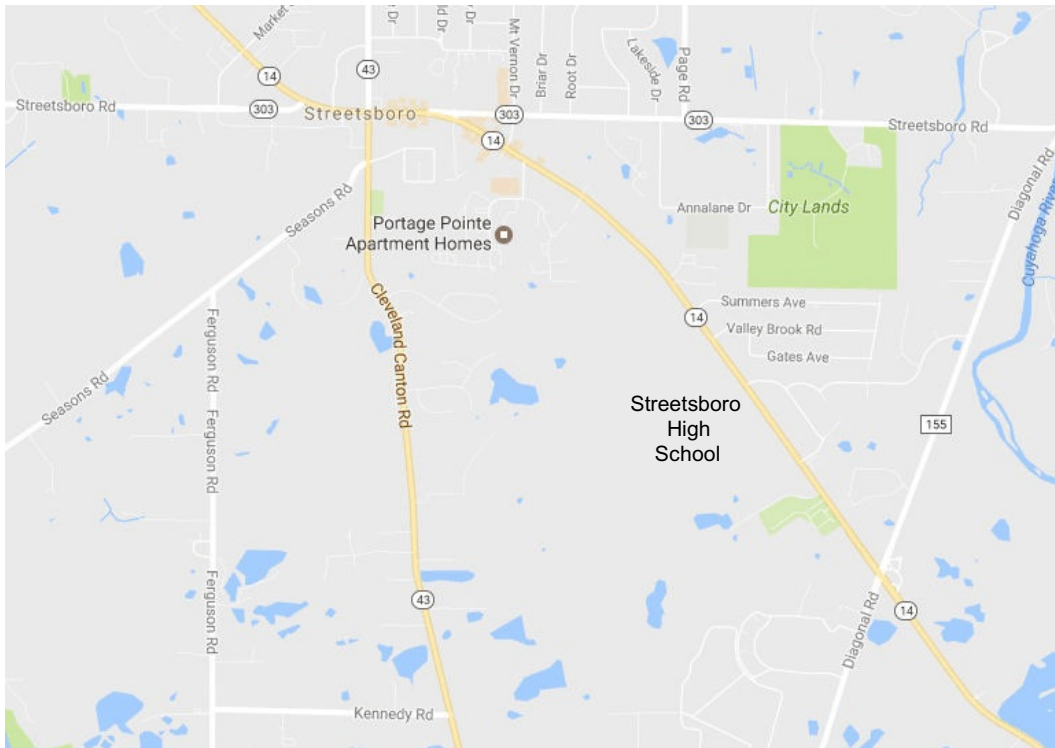 Market
ld Dr
r Dr
Mt Vernon Dr
Briar Dr
Root Dr
Lakeside Dr
Page Rd
43
14
Streetsboro Rd
303
Streetsboro
303
303
Streetsboro Rd
14
Diagonal Rd
Seasons Rd
Annalane Dr
City Lands
Cuyahoga River
Portage Pointe
Apartment Homes
Cleveland Canton Rd
Summers Ave
14
Valley Brook Rd
Gates Ave
Ferguson Rd
Seasons Rd
Ferguson Rd
Streetsboro
High
School
155
Ferguson Rd
43
14
Diagonal Rd
Kennedy Rd